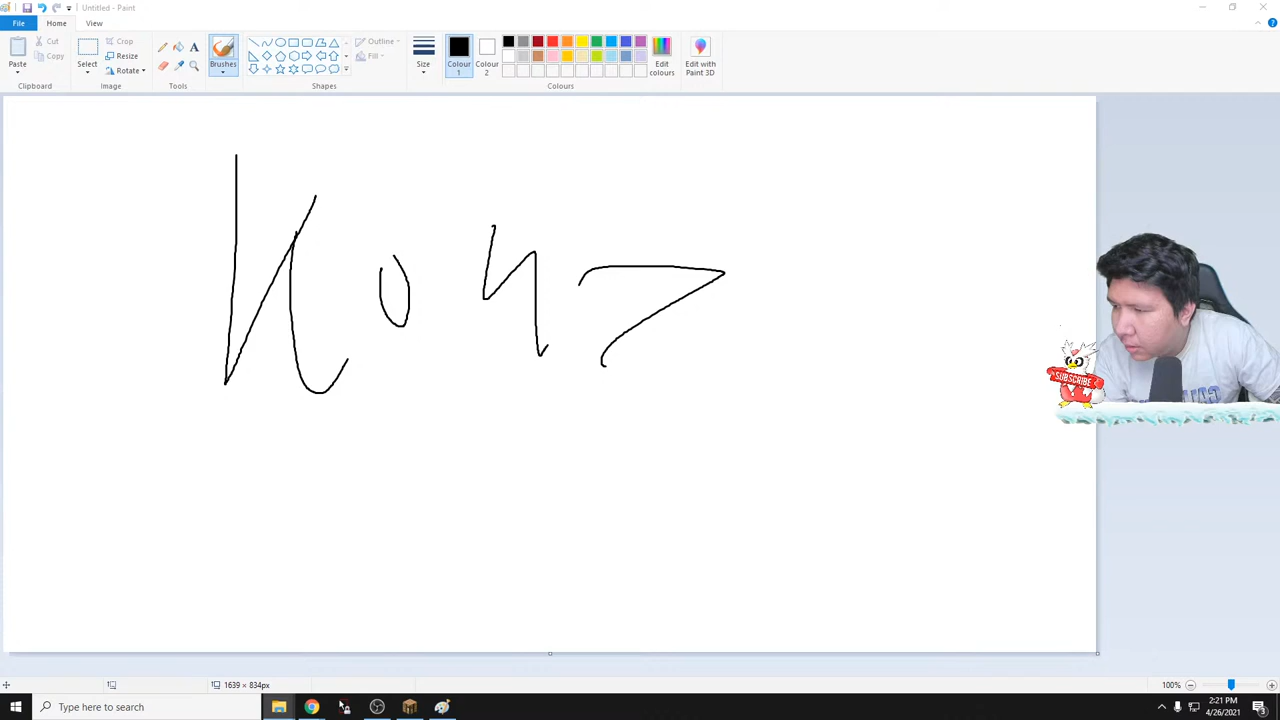 Untitled - Paint
File
Home
View
Paste
Cut
Copy
Clipboard
Select
Crop
Resize
Rotate
Image
Tools
Brushes
Shapes
Outline
Fill
Size
Colour 1
Colour 2
Edit colours
Edit with Paint 3D
Colours
SUBSCRIBE
1639 × 834px
100%
Type here to search
2:21 PM
4/26/2021
3